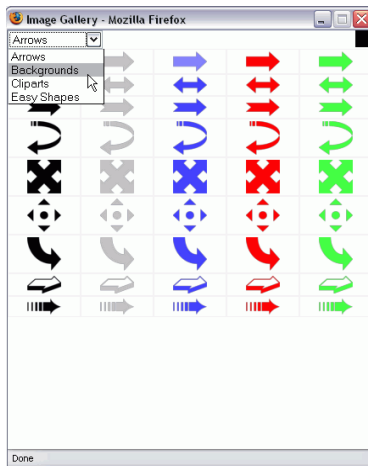 Image Gallery - Mozilla Firefox
Arrows
Arrows
Backgrounds
Cliparts
Easy Shapes
Done